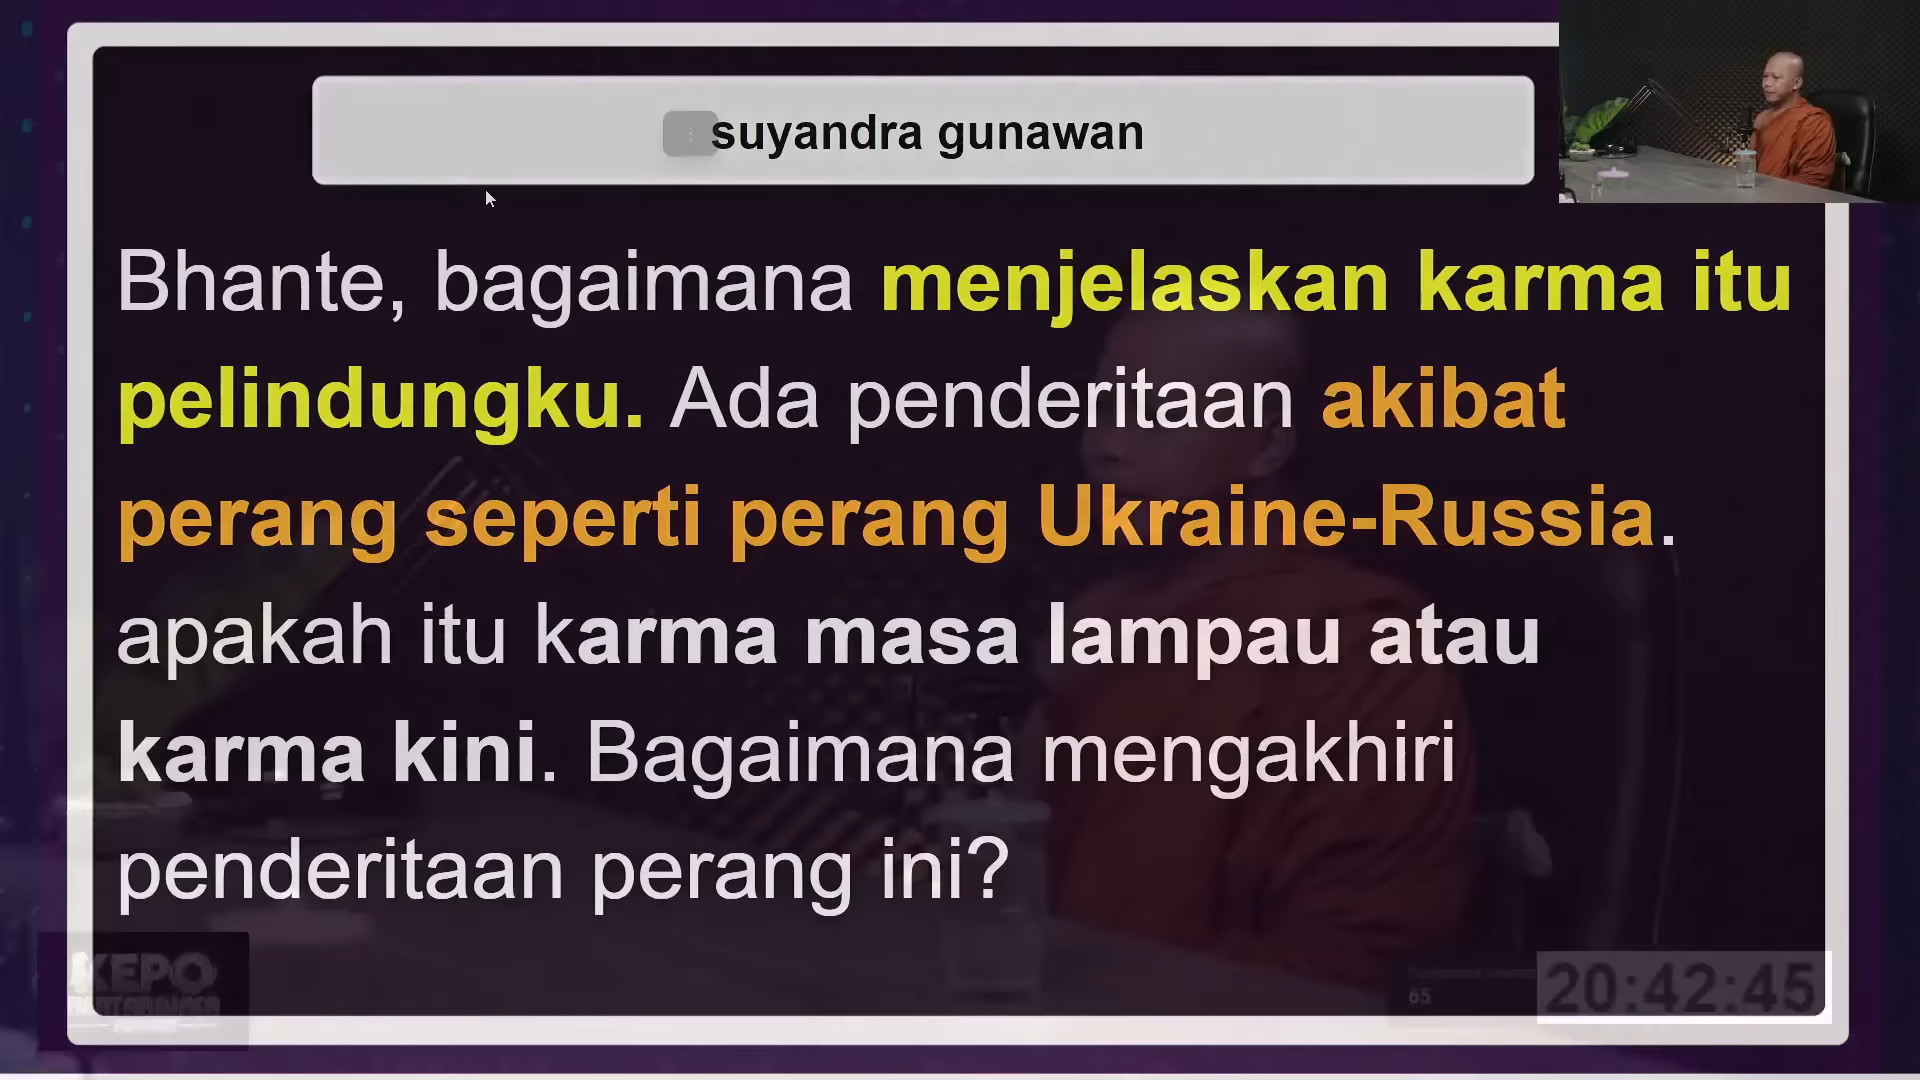 suyandra gunawan
Bhante, bagaimana menjelaskan karma itu
pelindungku. Ada penderitaan akibat
perang seperti perang Ukraine-Russia.
apakah itu karma masa lampau atau
karma kini. Bagaimana mengakhiri
penderitaan perang ini?
KEPO
65
20:42:45